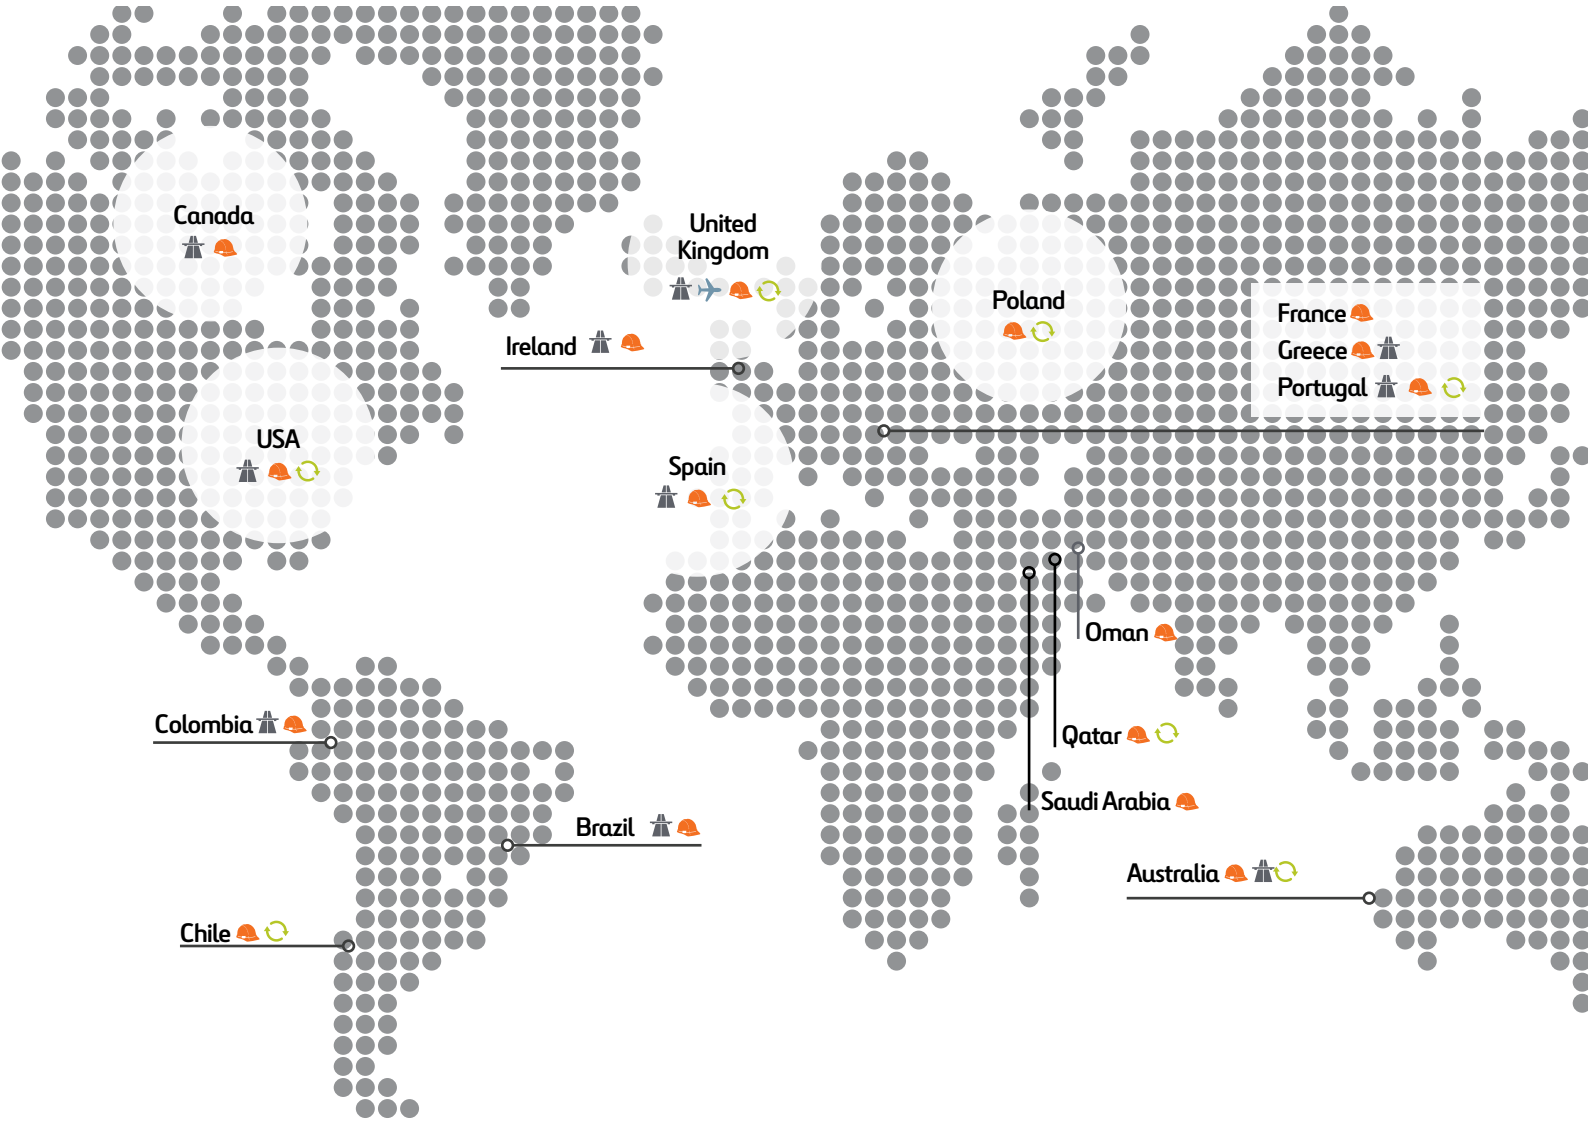 Canada
United
Kingdom
Poland
France
Ireland
Greece
Portugal
USA
Spain
Oman
Colombia
Qatar
Saudi Arabia
Brazil
Australia
Chile